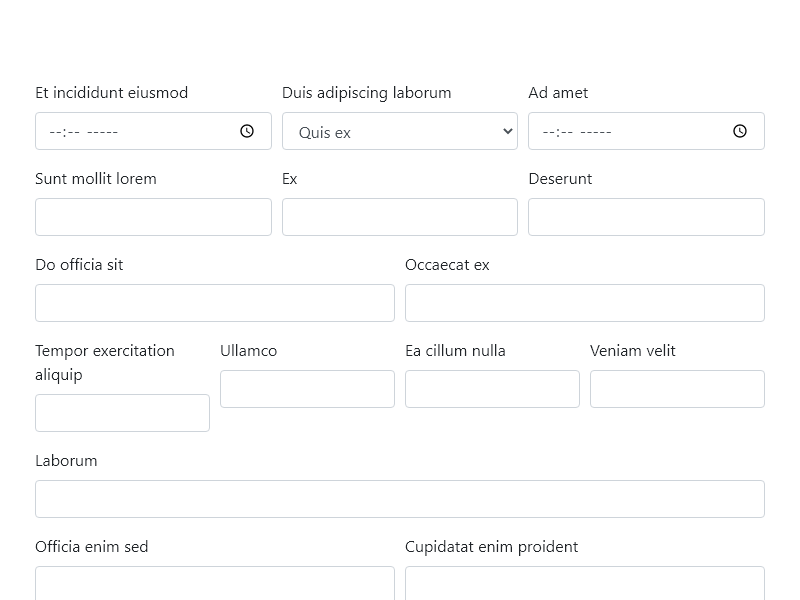 Et incididunt eiusmod
Duis adipiscing laborum
Ad amet
--:-- -----
Quis ex
--:-- -----
Sunt mollit lorem
Ex
Deserunt
Do officia sit
Occaecat ex
Tempor exercitation
aliquip
Ullamco
Ea cillum nulla
Veniam velit
Laborum
Officia enim sed
Cupidatat enim proident